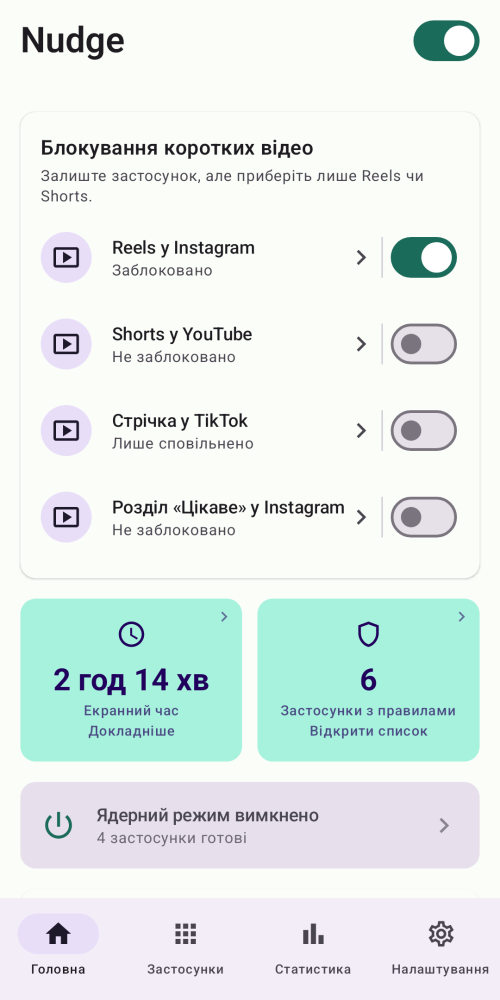 Nudge
Блокування коротких відео
Залиште застосунок, але приберіть лише Reels чи
Shorts.
Reels у Instagram
Заблоковано
Shorts у YouTube
Не заблоковано
Стрічка у TikTok
Лише сповільнено
Розділ «Цікаве» у Instagram
Не заблоковано
2 год 14 хв
Екранний час
Докладніше
6
Застосунки з правилами
Відкрити список
Ядерний режим вимкнено
4 застосунки готові
Головна
Застосунки
Статистика
Налаштування